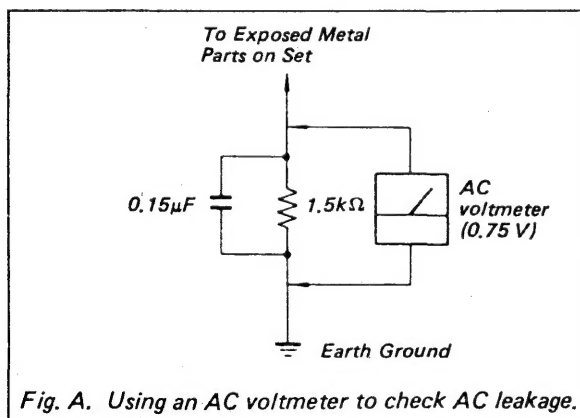 To Exposed Metal
Parts on Set
0.15μF
1.5kΩ
AC
voltmeter
(0.75 V)
Earth Ground
Fig. A. Using an AC voltmeter to check AC leakage.